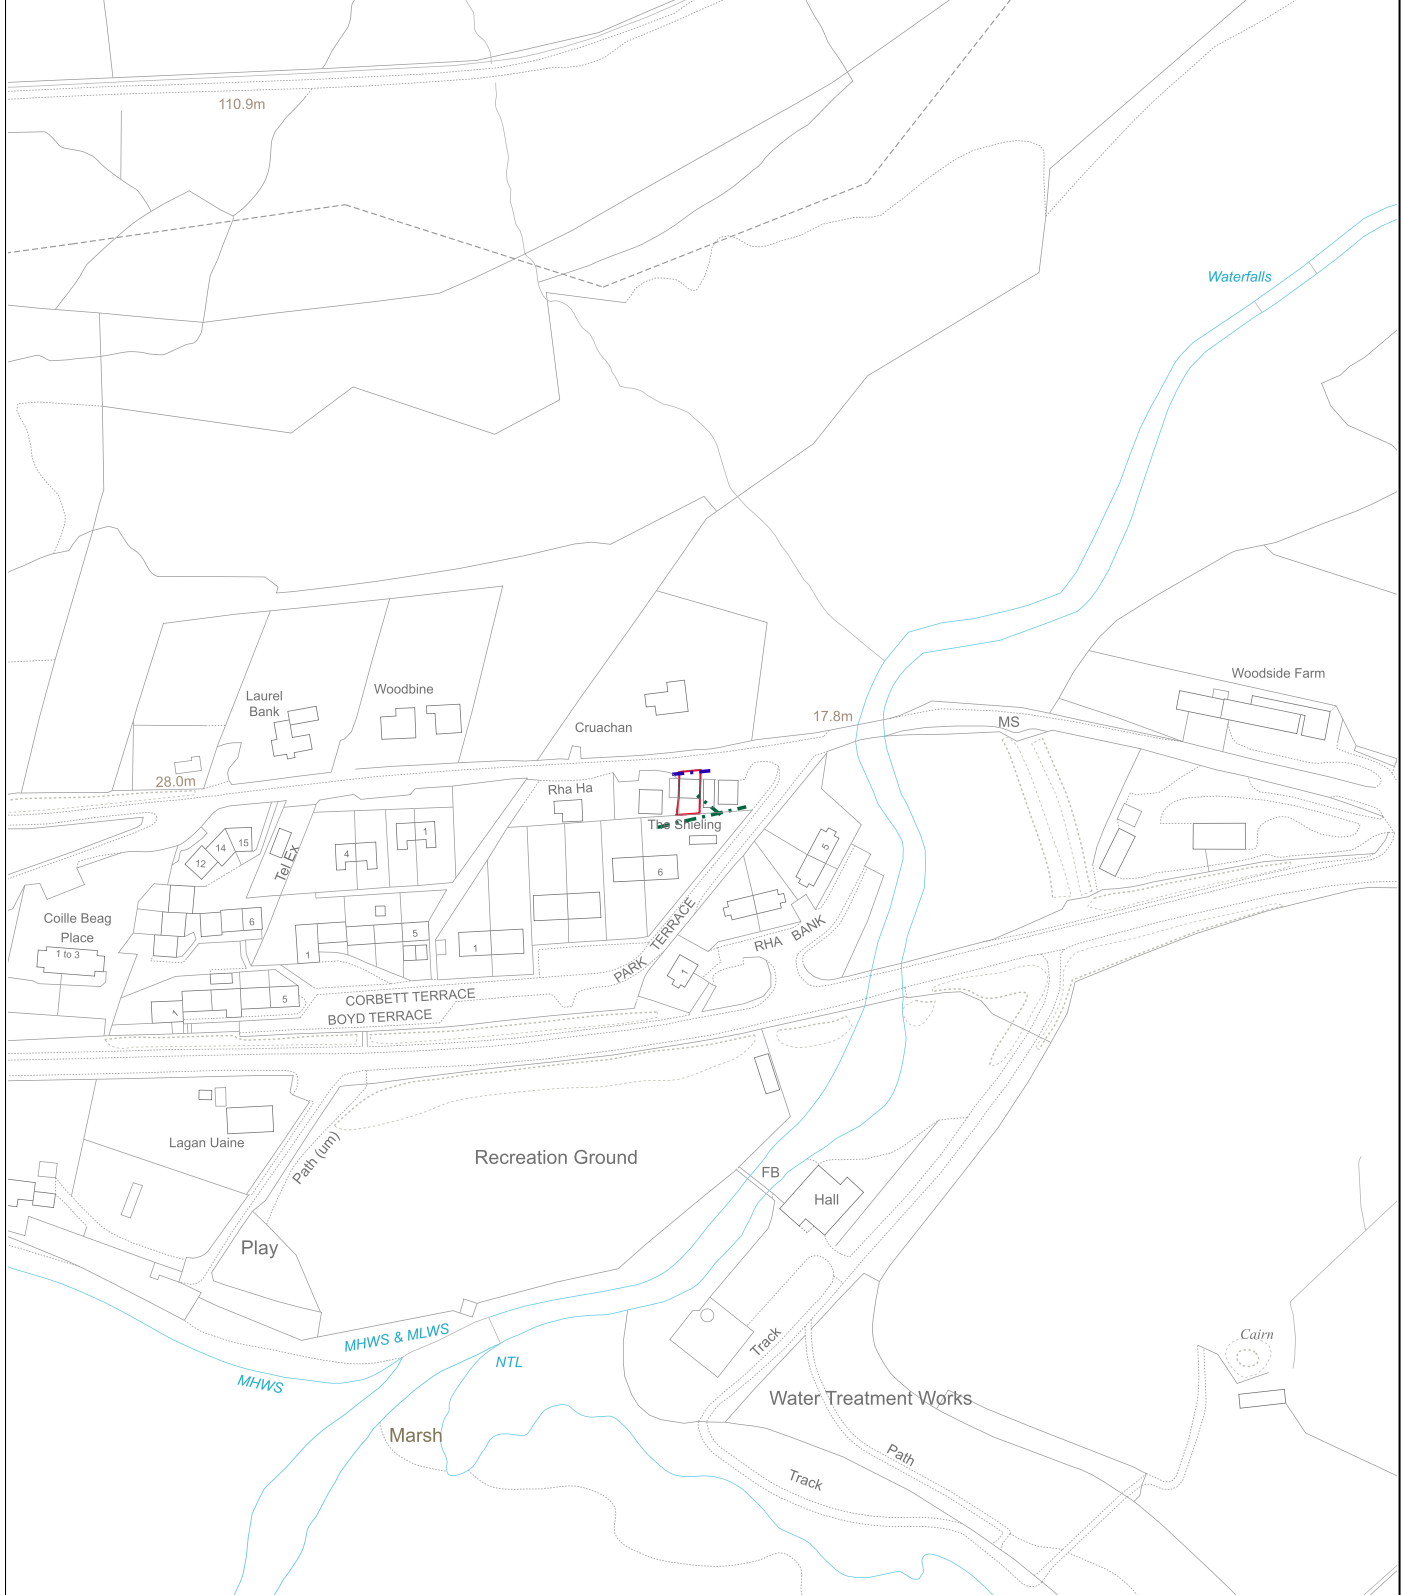 110.9m
Waterfalls
Woodside Farm
Laurel
Bank
Woodbine
Cruachan
17.8m
MS
28.0m
Rha Ha
The Shieling
1
4
5
15
14
12
Tel Ex
6
Coille Beag
Place
1 to 3
6
5
1
1
PARK TERRACE
RHA BANK
1
5
1
CORBETT TERRACE
BOYD TERRACE
Lagan Uaine
Path (um)
Recreation Ground
FB
Hall
Play
MHWS & MLWS
NTL
MHWS
Track
Cairn
Water Treatment Works
Marsh
Path
Track